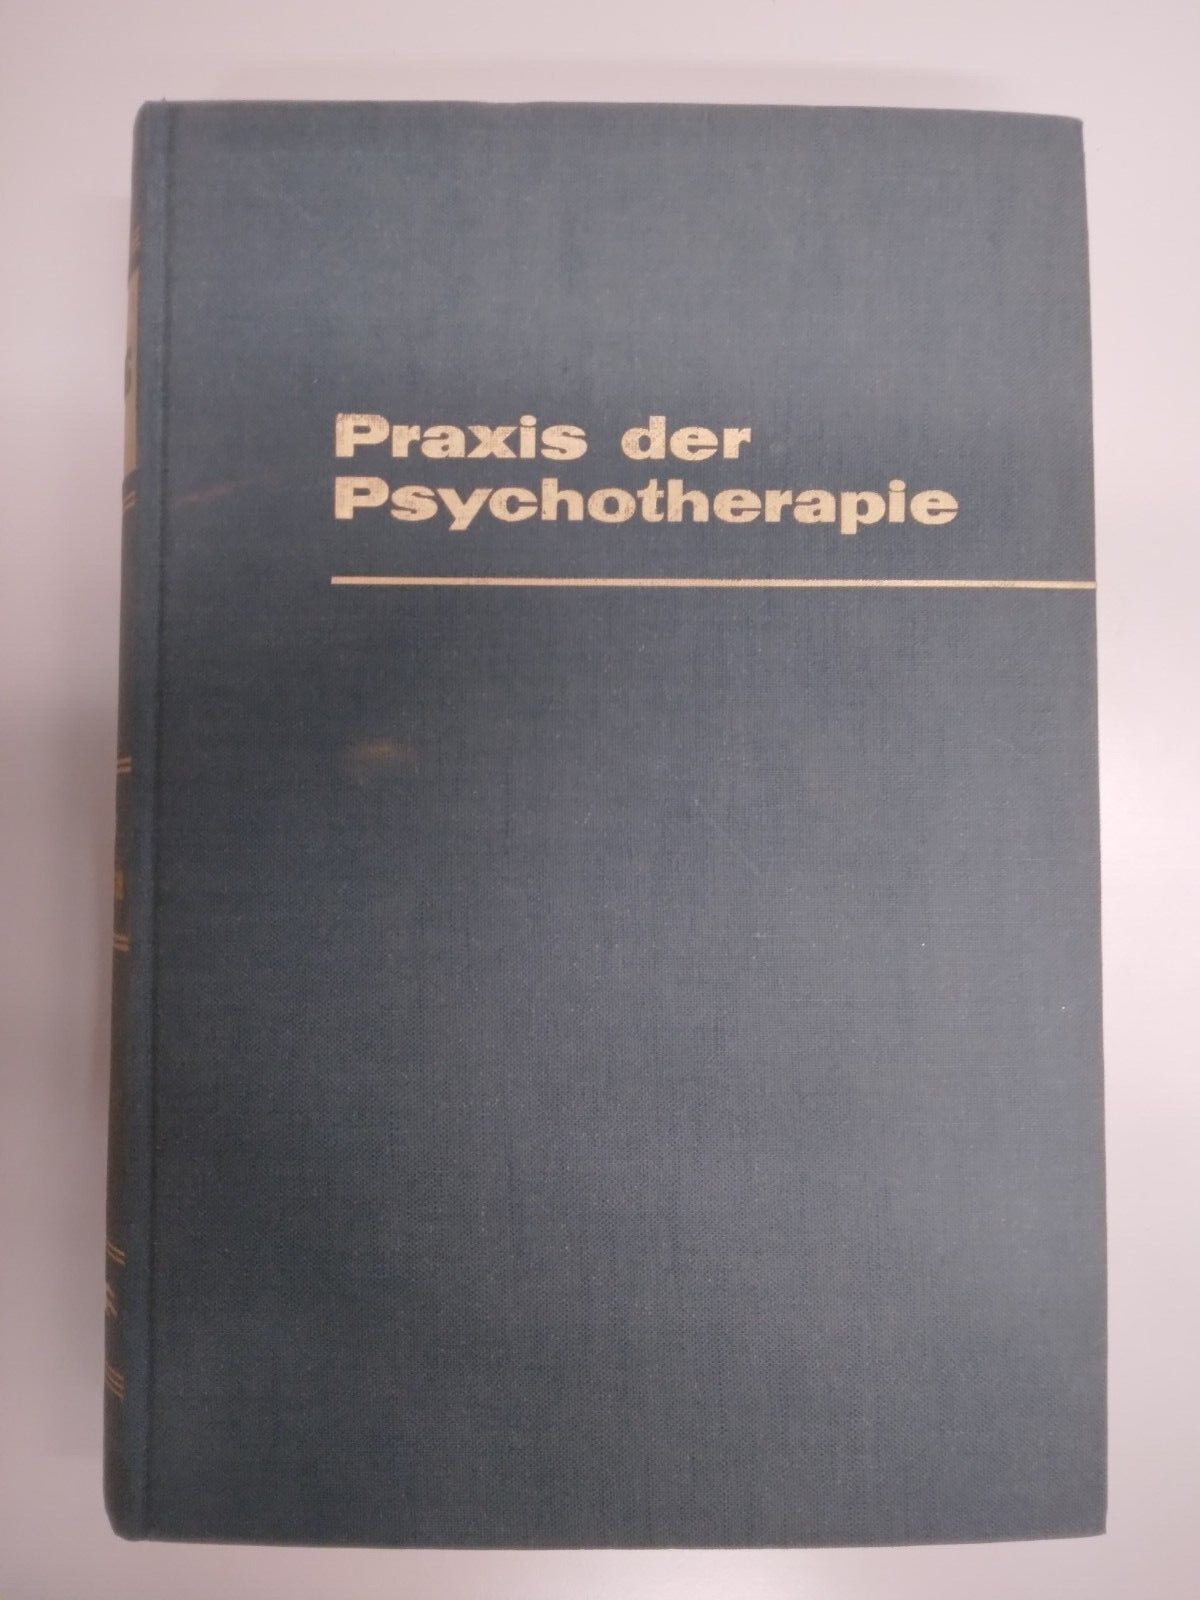 Praxis der
Psychotherapie